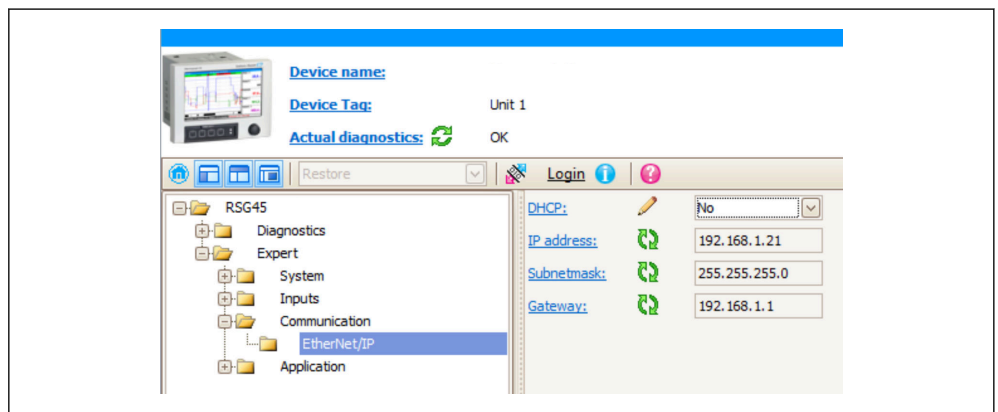 Device name:
Device Tag: Unit 1
Actual diagnostics: OK
Restore Login
RSG45
Diagnostics
Expert
System
Inputs
Communication
EtherNet/IP
Application
DHCP: No
IP address: 192.168.1.21
Subnetmask: 255.255.255.0
Gateway: 192.168.1.1